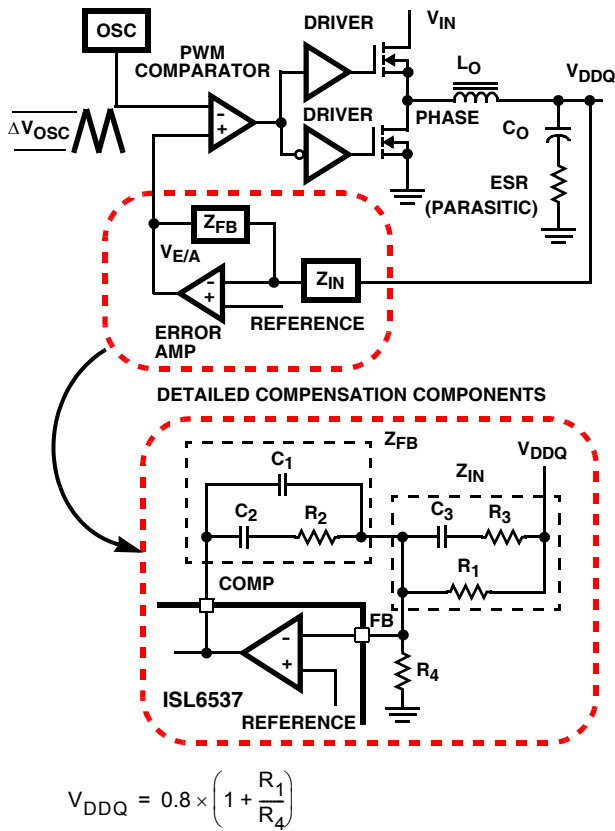 OSC
PWM
COMPARATOR
DRIVER
V_IN
DRIVER
L_O
V_DDQ
PHASE
C_O
ESR
(PARASITIC)
ΔV_OSC
-
+
Z_FB
V_E/A
Z_IN
-
+
REFERENCE
ERROR
AMP
DETAILED COMPENSATION COMPONENTS
Z_FB
V_DDQ
C_1
Z_IN
C_2
R_2
C_3
R_3
R_1
COMP
FB
-
+
R_4
ISL6537
REFERENCE
V_DDQ = 0.8 × (1 + R_1/R_4)